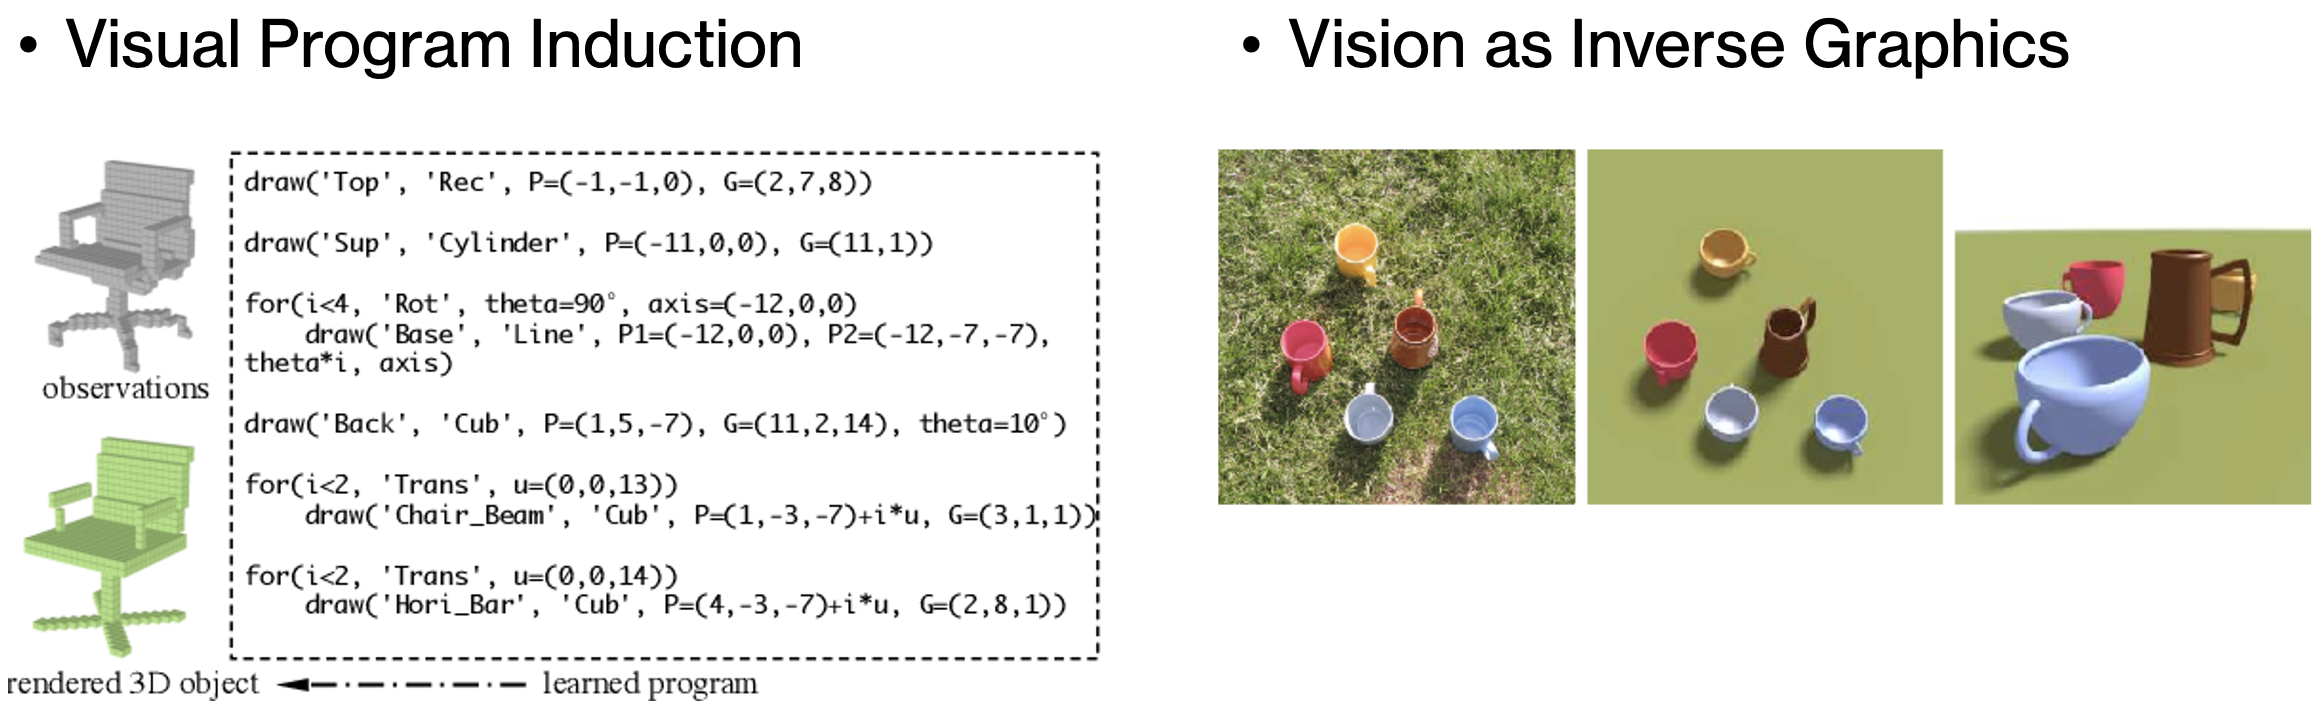 • Visual Program Induction
draw('Top', 'Rec', P=(-1,-1,0), G=(2,7,8))
draw('Sup', 'Cylinder', P=(-11,0,0), G=(11,1))
for(i<4, 'Rot', theta=90°, axis=(-12,0,0)
draw('Base', 'Line', P1=(-12,0,0), P2=(-12,-7,-7),
theta*i, axis)
draw('Back', 'Cub', P=(1,5,-7), G=(11,2,14), theta=10°)
for(i<2, 'Trans', u=(0,0,13))
draw('Chair_Beam', 'Cub', P=(1,-3,-7)+i*u, G=(3,1,1))
for(i<2, 'Trans', u=(0,0,14))
draw('Hori_Bar', 'Cub', P=(4,-3,-7)+i*u, G=(2,8,1))
observations
rendered 3D object
learned program
• Vision as Inverse Graphics